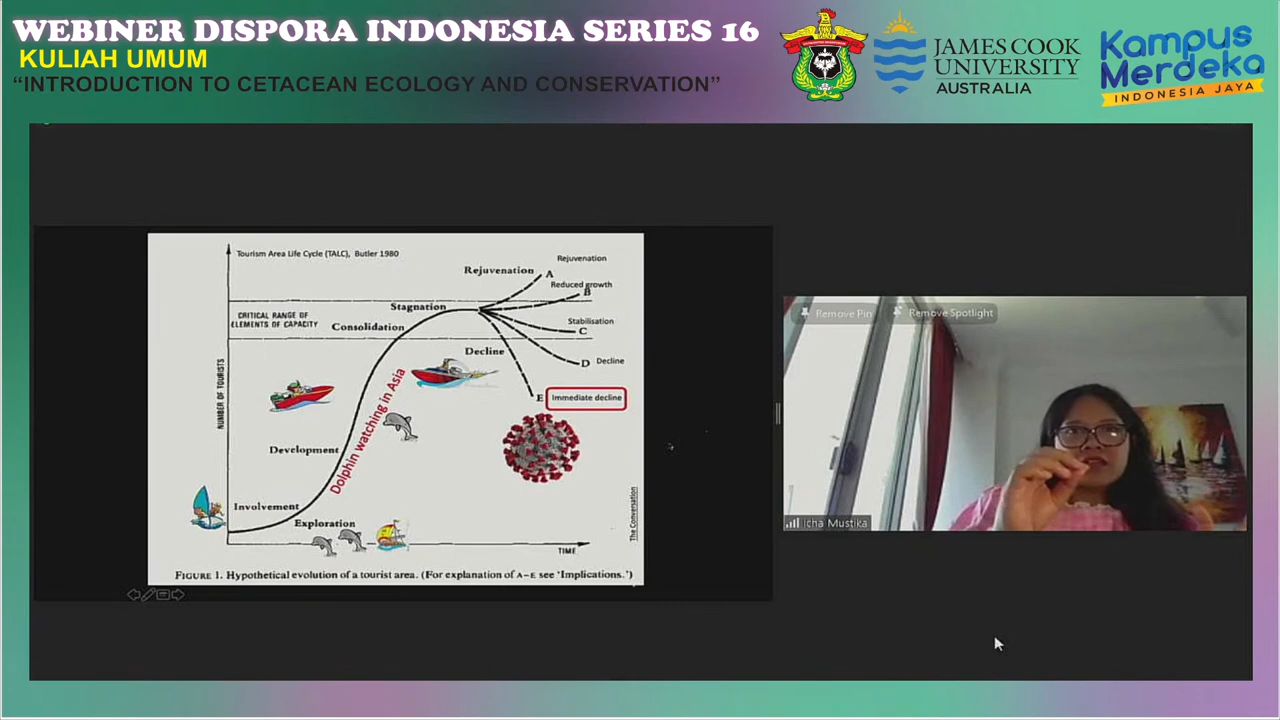 WEBINER DISPORA INDONESIA SERIES 16
KULIAH UMUM
“INTRODUCTION TO CETACEAN ECOLOGY AND CONSERVATION”
JAMES COOK
UNIVERSITY
AUSTRALIA
Kampus
Merdeka
INDONESIA JAYA
Tourism Area Life Cycle (TALC), Butler 1980
Rejuvenation
Rejuvenation
A
Reduced growth
B
Stagnation
CRITICAL RANGE OF
ELEMENTS OF CAPACITY
Consolidation
Stabilisation
C
Decline
D
Decline
E
Immediate decline
NUMBER OF TOURISTS
Dolphin watching in Asia
Development
Involvement
Exploration
The Conversation
TIME
FIGURE 1. Hypothetical evolution of a tourist area. (For explanation of A–E see ‘Implications.’)
Remove Pin
Remove Spotlight
Icha Mustika